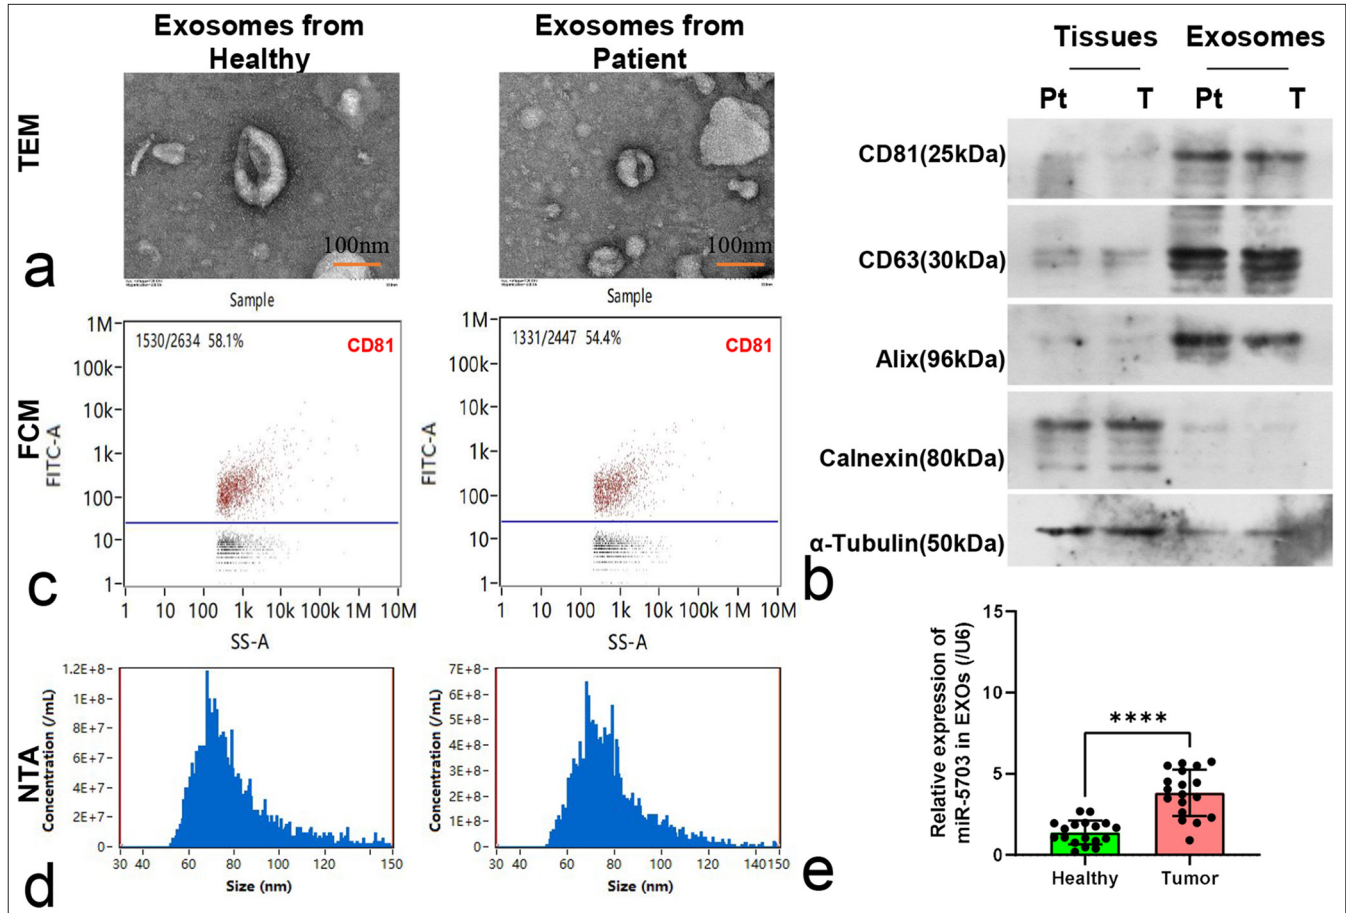 Exosomes from
Healthy
Exosomes from
Patient
TEM
100nm
100nm
a
Tissues Exosomes
Pt T Pt T
CD81(25kDa)
CD63(30kDa)
Alix(96kDa)
Calnexin(80kDa)
α-Tubulin(50kDa)
b
FCM
Sample
1530/2634 58.1%
CD81
FITC-A
1M
100k
10k
1k
100
10
1
1 10 100 1k 10k 100k 1M 10M
SS-A
Sample
1331/2447 54.4%
CD81
FITC-A
1M
100k
10k
1k
100
10
1
1 10 100 1k 10k 100k 1M 10M
SS-A
c
NTA
Concentration (/mL)
1.2E+8
1E+8
8E+7
6E+7
4E+7
2E+7
0
30 40 60 80 100 120 150
Size (nm)
Concentration (/mL)
7E+8
6E+8
5E+8
4E+8
3E+8
2E+8
1E+8
0
30 40 60 80 100 120 140150
Size (nm)
d
Relative expression of
miR-5703 in EXOs (/U6)
15
10
5
0
****
Healthy Tumor
e